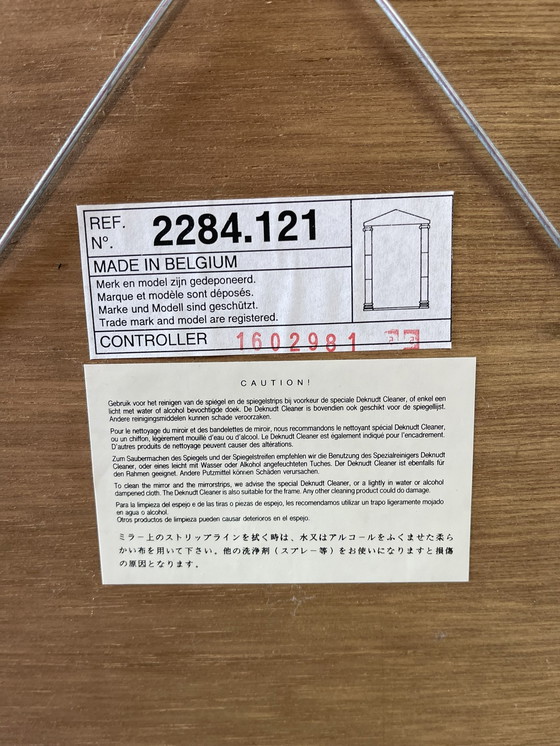 REF. 2284.121
N°.
MADE IN BELGIUM
Merk en model zijn gedeponeerd.
Marque et modèle sont déposés.
Marke und Modell sind geschützt.
Trade mark and model are registered.
CONTROLLER 1602981
CAUTION!
Gebruik voor het reinigen van de spiegel en de spiegelstrips bij voorkeur de speciale Deknudt Cleaner, of enkel een
licht met water of alcohol bevochtigde doek. De Deknudt Cleaner is bovendien ook geschikt voor de spiegellijst.
Andere reinigingsmiddelen kunnen schade veroorzaken.
Pour le nettoyage du miroir et des bandelettes de miroir, nous recommandons le nettoyant spécial Deknudt Cleaner,
ou un chiffon, légèrement mouillé d'eau ou d'alcool. Le Deknudt Cleaner est également indiqué pour l'encadrement.
D'autres produits de nettoyage peuvent causer des altérations.
Zum Saubermachen des Spiegels und der Spiegelstreifen empfehlen wir die Benutzung des Spezialreinigers Deknudt
Cleaner, oder eines leicht mit Wasser oder Alkohol angefeuchteten Tuches. Der Deknudt Cleaner ist ebenfalls für
den Rahmen geeignet. Andere Putzmittel können Schäden verursachen.
To clean the mirror and the mirrorstrips, we advise the special Deknudt Cleaner, or a lightly in water or alcohol
dampened cloth. The Deknudt Cleaner is also suitable for the frame. Any other cleaning product could do damage.
Para la limpieza del espejo e de las tiras o piezas de espejo, les recomendamos utilizar un trapo ligeramente mojado
en agua o alcohol.
Otros productos de limpieza pueden causar deterioros en el espejo.
ミラー上のストリップラインを拭く時は、水又はアルコールをふくませた柔ら
かい布を用いて下さい。他の洗浄剤（スプレー等）をお使いになりますと損傷
の原因となります。